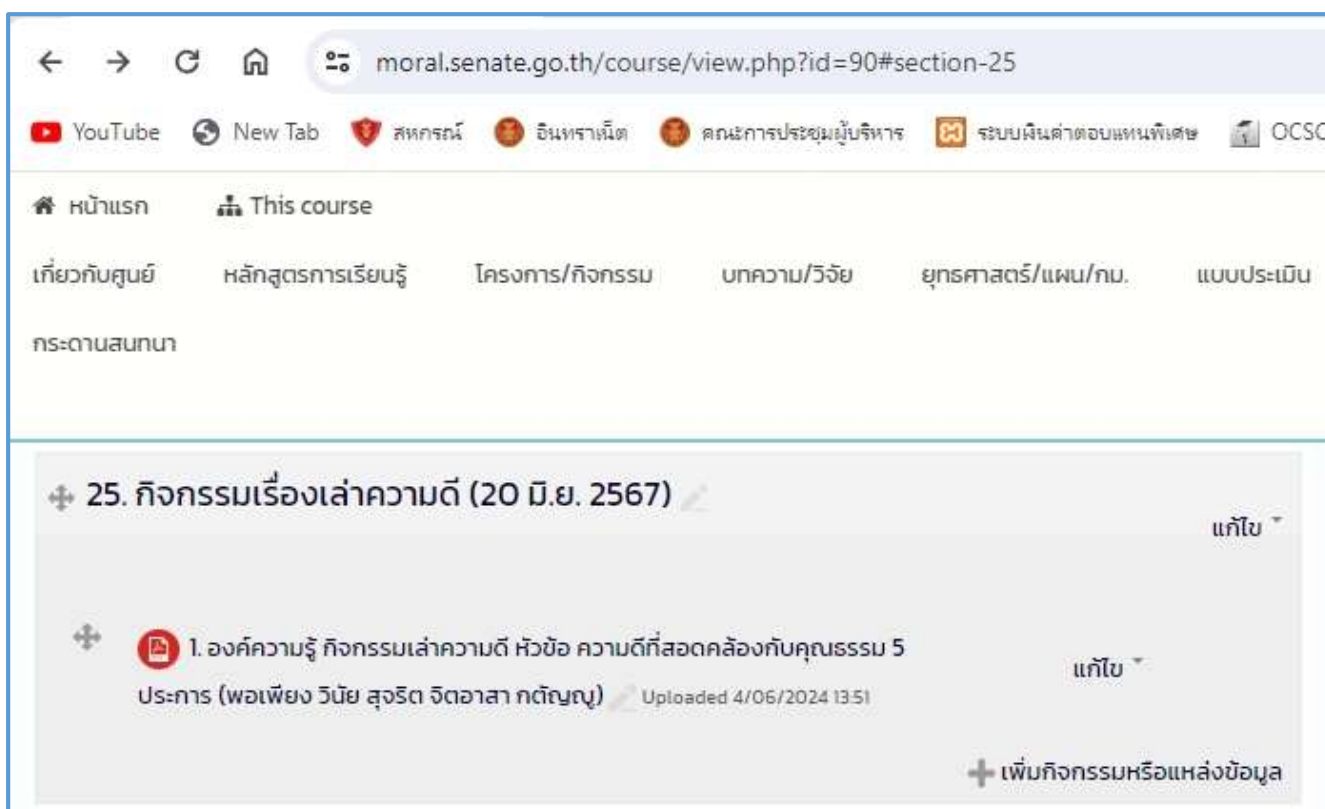 moral.senate.go.th/course/view.php?id=90#section-25
YouTube New Tab สหกรณ์ อินทราเน็ต คณะการประชุมผู้บริหาร ระบบเงินค่าตอบแทนพิเศษ OCSC
หน้าแรก This course
เกี่ยวกับศูนย์ หลักสูตรการเรียนรู้ โครงการ/กิจกรรม บทความ/วิจัย ยุทธศาสตร์/แผน/กม. แบบประเมิน
กระดานสนทนา
25. กิจกรรมเรื่องเล่าความดี (20 มิ.ย. 2567)
แก้ไข
1. องค์ความรู้ กิจกรรมเล่าความดี หัวข้อ ความดีที่สอดคล้องกับคุณธรรม 5
ประการ (พอเพียง วินัย สุจริต จิตอาสา กตัญญู) Uploaded 4/06/2024 13:51
แก้ไข
เพิ่มกิจกรรมหรือแหล่งข้อมูล